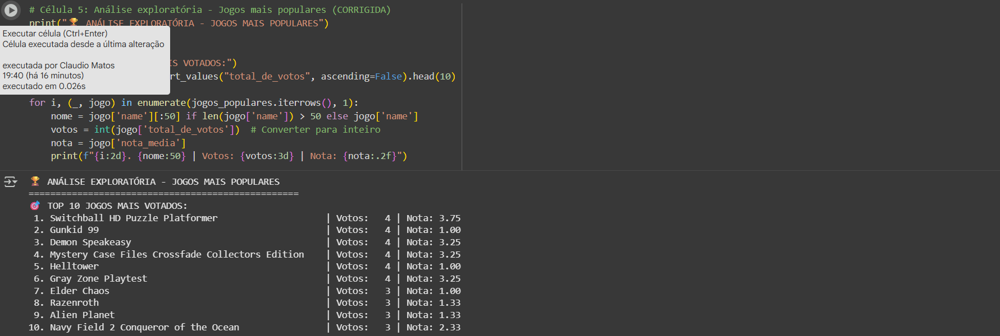 # Célula 5: Análise exploratória - Jogos mais populares (CORRIGIDA)
print("🏆 ANÁLISE EXPLORATÓRIA - JOGOS MAIS POPULARES")
Executar célula (Ctrl+Enter)
Célula executada desde a última alteração
executada por Claudio Matos
19:40 (há 16 minutos)
executado em 0.026s
IS VOTADOS:")
rt_values("total_de_votos", ascending=False).head(10)
for i, (_, jogo) in enumerate(jogos_populares.iterrows(), 1):
    nome = jogo['name'][:50] if len(jogo['name']) > 50 else jogo['name']
    votos = int(jogo['total_de_votos'])  # Converter para inteiro
    nota = jogo['nota_media']
    print(f"{i:2d}. {nome:50} | Votos: {votos:3d} | Nota: {nota:.2f}")
🏆 ANÁLISE EXPLORATÓRIA - JOGOS MAIS POPULARES
==================================================
🎯 TOP 10 JOGOS MAIS VOTADOS:
 1. Switchball HD Puzzle Platformer                    | Votos:   4 | Nota: 3.75
 2. Gunkid 99                                          | Votos:   4 | Nota: 1.00
 3. Demon Speakeasy                                    | Votos:   4 | Nota: 3.25
 4. Mystery Case Files Crossfade Collectors Edition    | Votos:   4 | Nota: 3.25
 5. Helltower                                          | Votos:   4 | Nota: 1.00
 6. Gray Zone Playtest                                 | Votos:   4 | Nota: 3.25
 7. Elder Chaos                                        | Votos:   3 | Nota: 1.00
 8. Razenroth                                          | Votos:   3 | Nota: 1.33
 9. Alien Planet                                       | Votos:   3 | Nota: 1.33
10. Navy Field 2 Conqueror of the Ocean                | Votos:   3 | Nota: 2.33